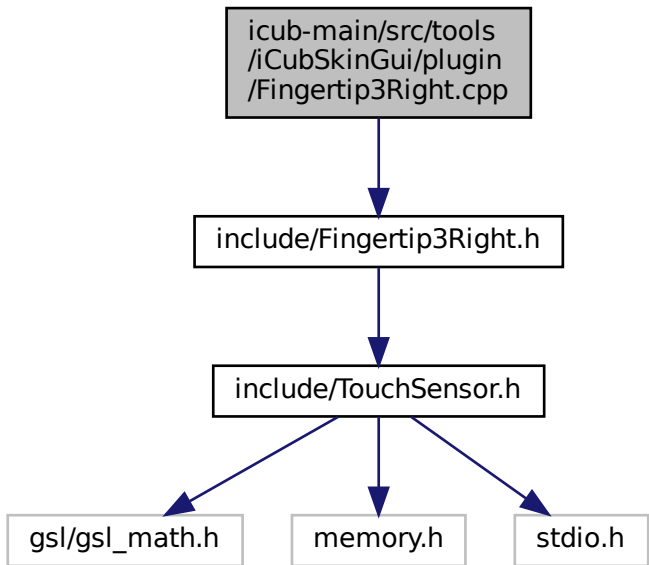 icub-main/src/tools
/iCubSkinGui/plugin
/Fingertip3Right.cpp
include/Fingertip3Right.h
include/TouchSensor.h
gsl/gsl_math.h
memory.h
stdio.h